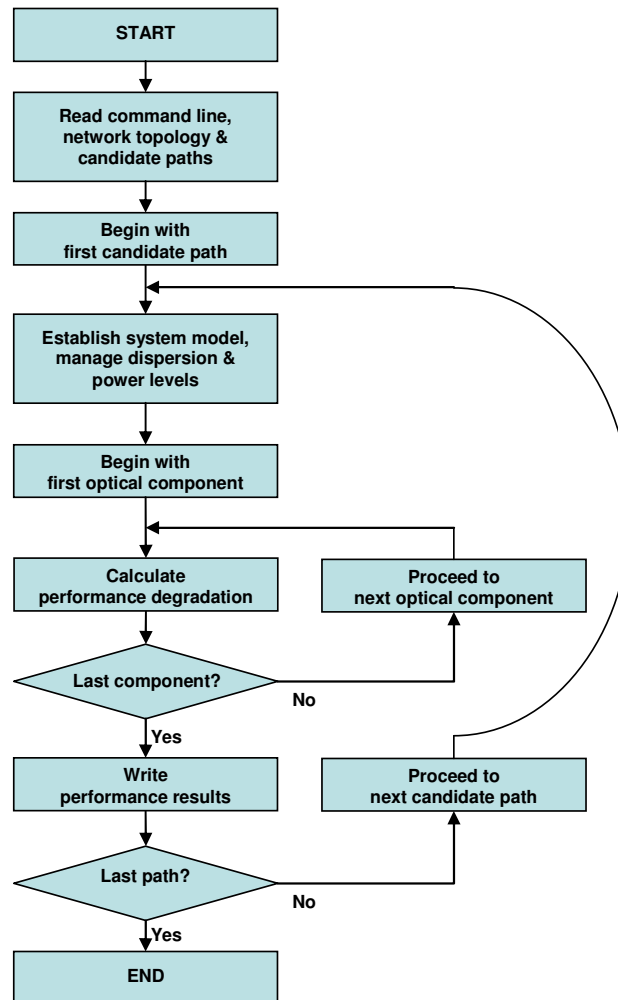 START
Read command line,
network topology &
candidate paths
Begin with
first candidate path
Establish system model,
manage dispersion &
power levels
Begin with
first optical component
Calculate
performance degradation
Proceed to
next optical component
Last component?
No
Yes
Write
performance results
Proceed to
next candidate path
Last path?
No
Yes
END